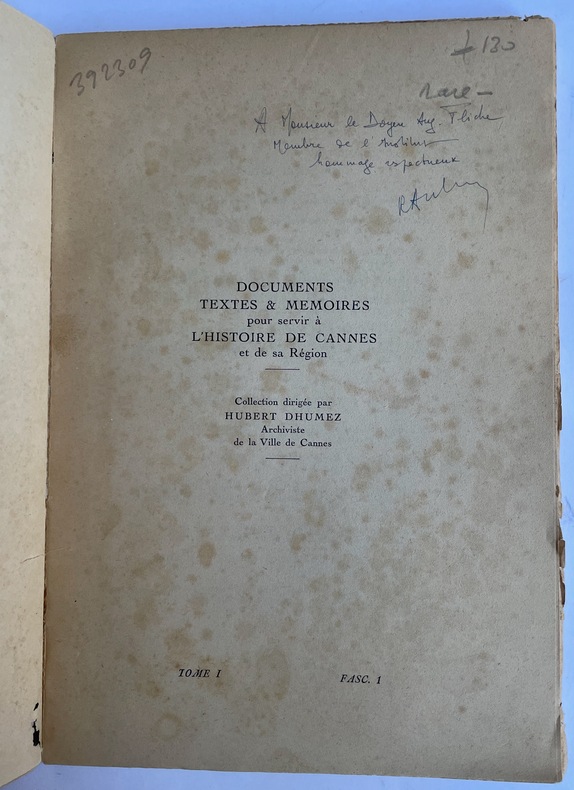 392309
130
rare –
A Monsieur le Doyen Aug. Fliche
Membre de l'Institut
hommage respectueux
DOCUMENTS
TEXTES & MEMOIRES
pour servir à
L'HISTOIRE DE CANNES
et de sa Région
Collection dirigée par
HUBERT DHUMEZ
Archiviste
de la Ville de Cannes
TOME I
FASC. 1